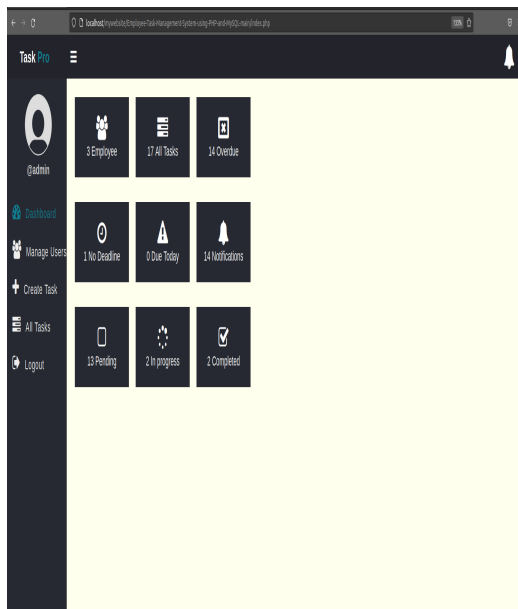 localhost/mywebsite/Employee-Task-Management-System-using-PHP-and-MySQL-main/index.php
Task Pro
@admin
Dashboard
Manage Users
Create Task
All Tasks
Logout
3 Employee
17 All Tasks
14 Overdue
1 No Deadline
0 Due Today
14 Notifications
13 Pending
2 In progress
2 Completed